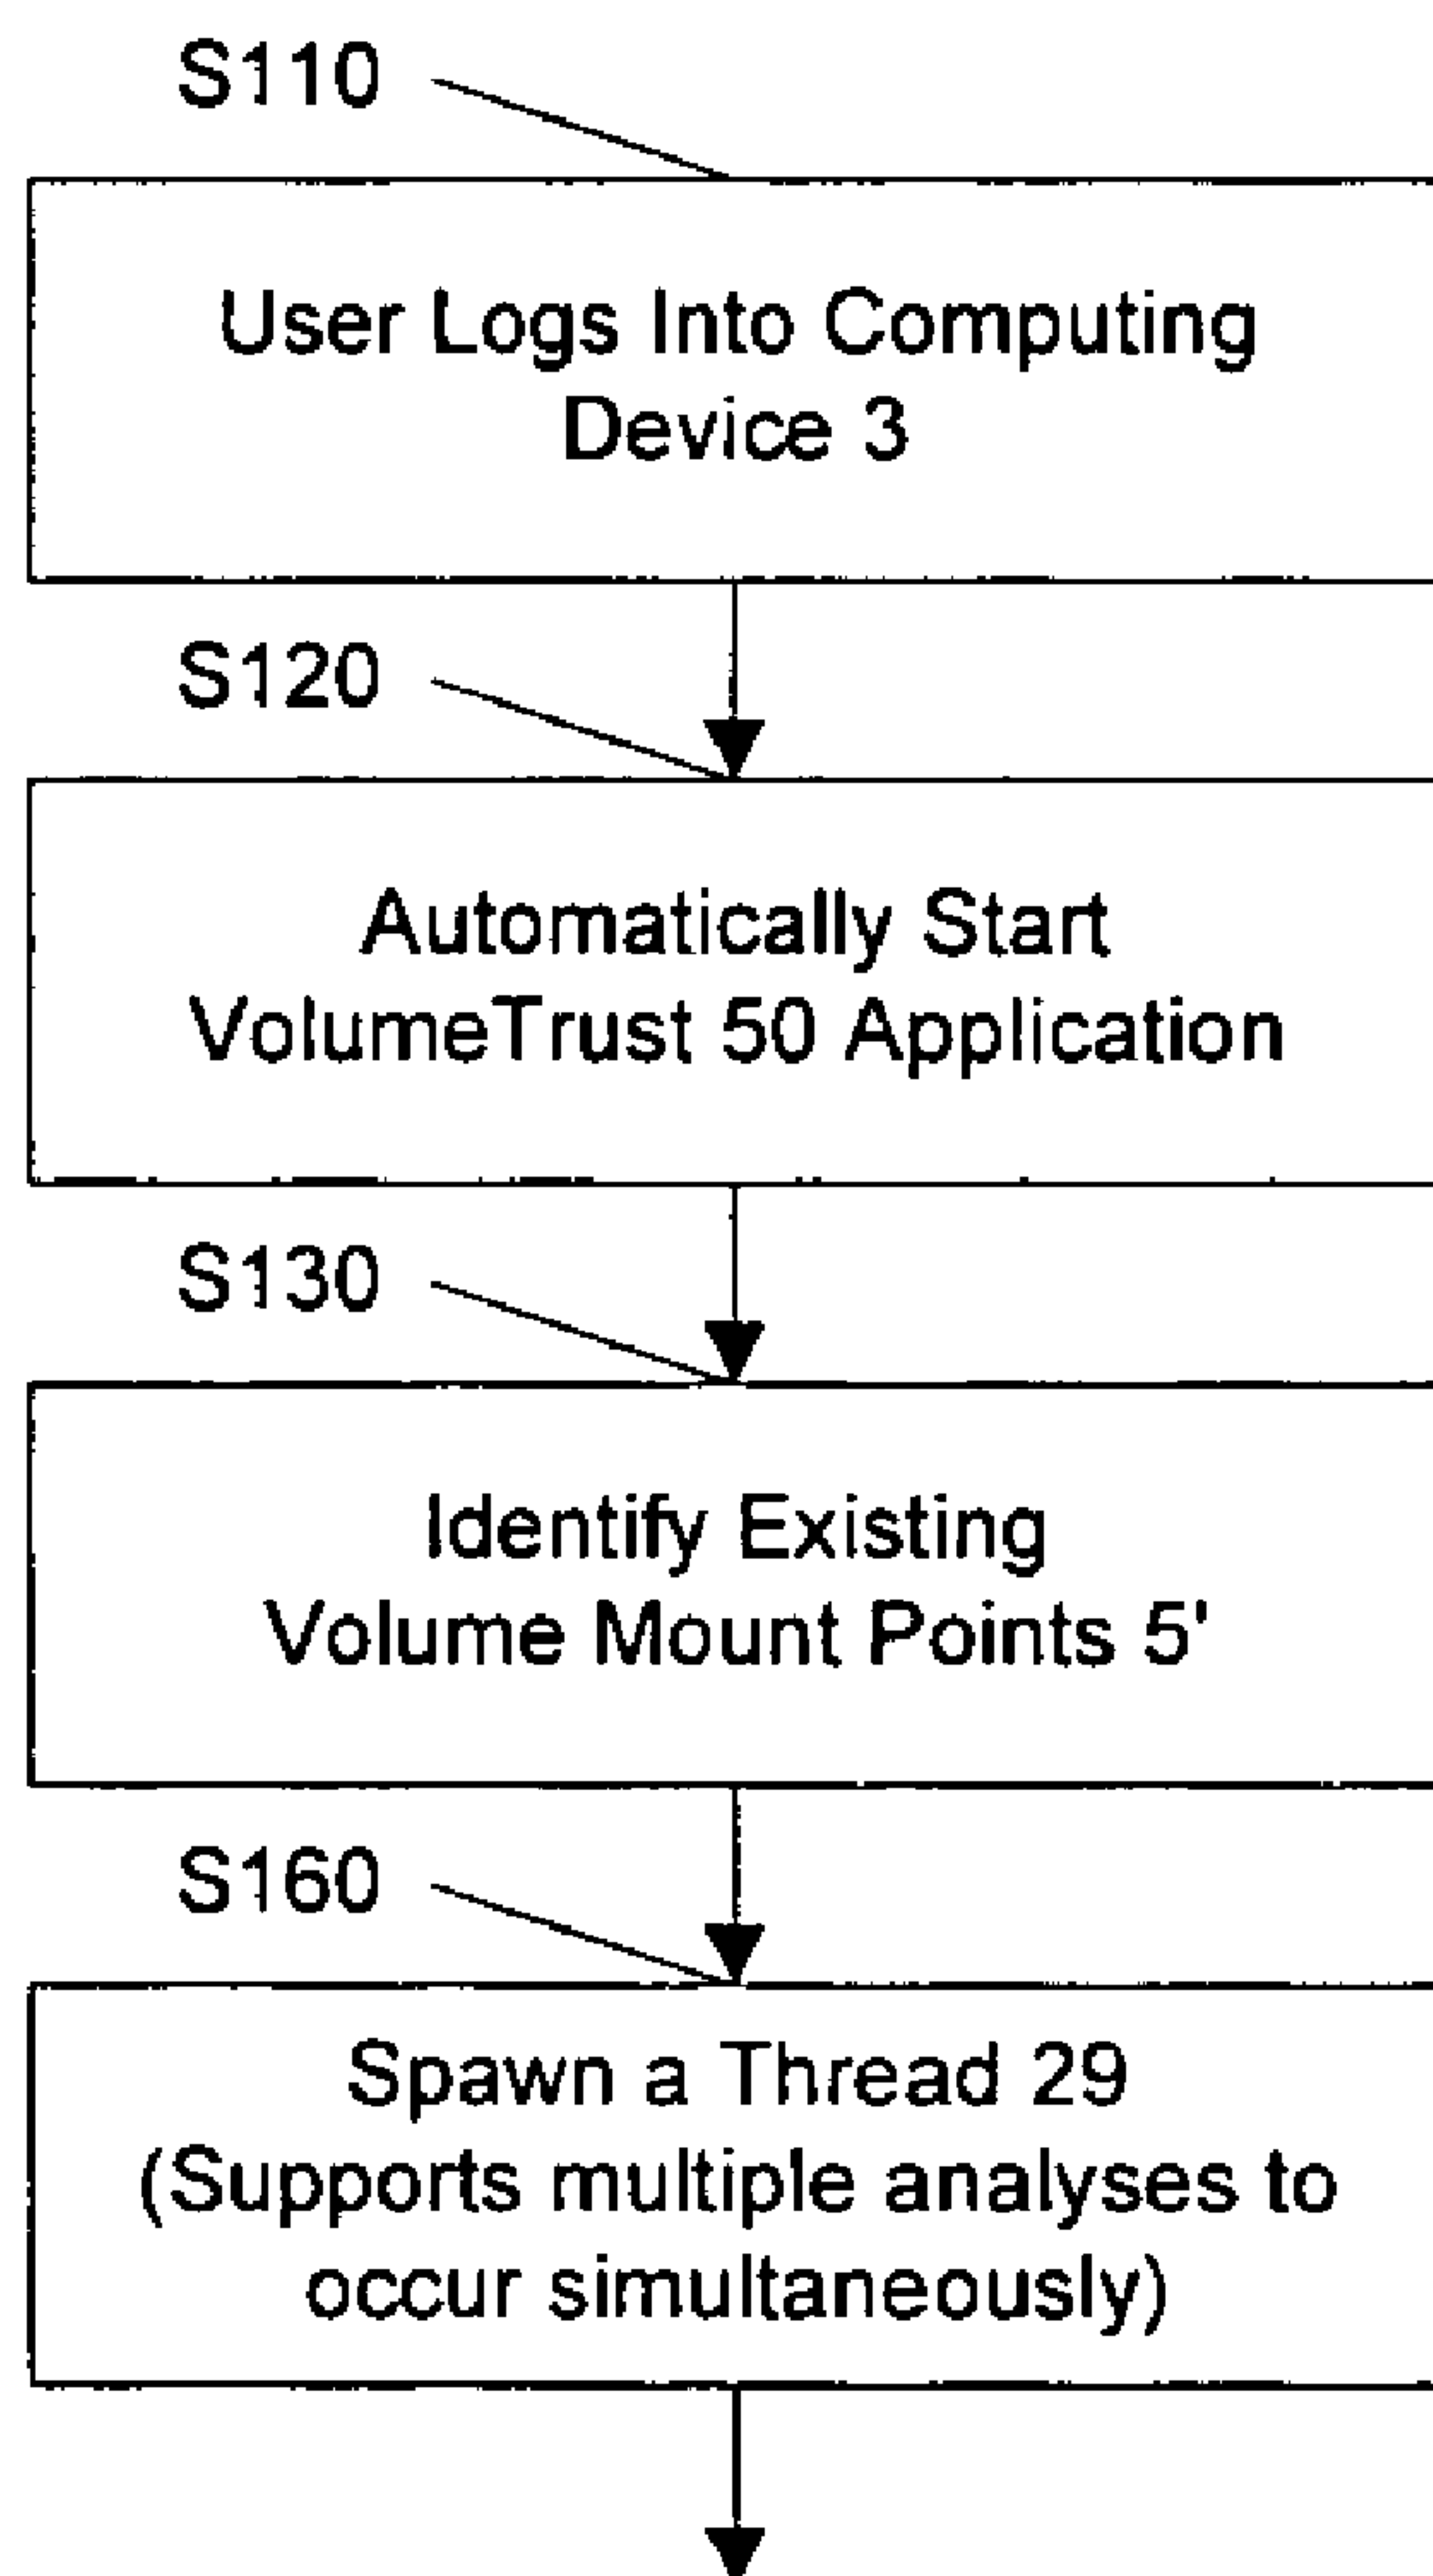 S110
User Logs Into Computing
Device 3
S120
Automatically Start
VolumeTrust 50 Application
S130
Identify Existing
Volume Mount Points 5'
S160
Spawn a Thread 29
(Supports multiple analyses to
occur simultaneously)